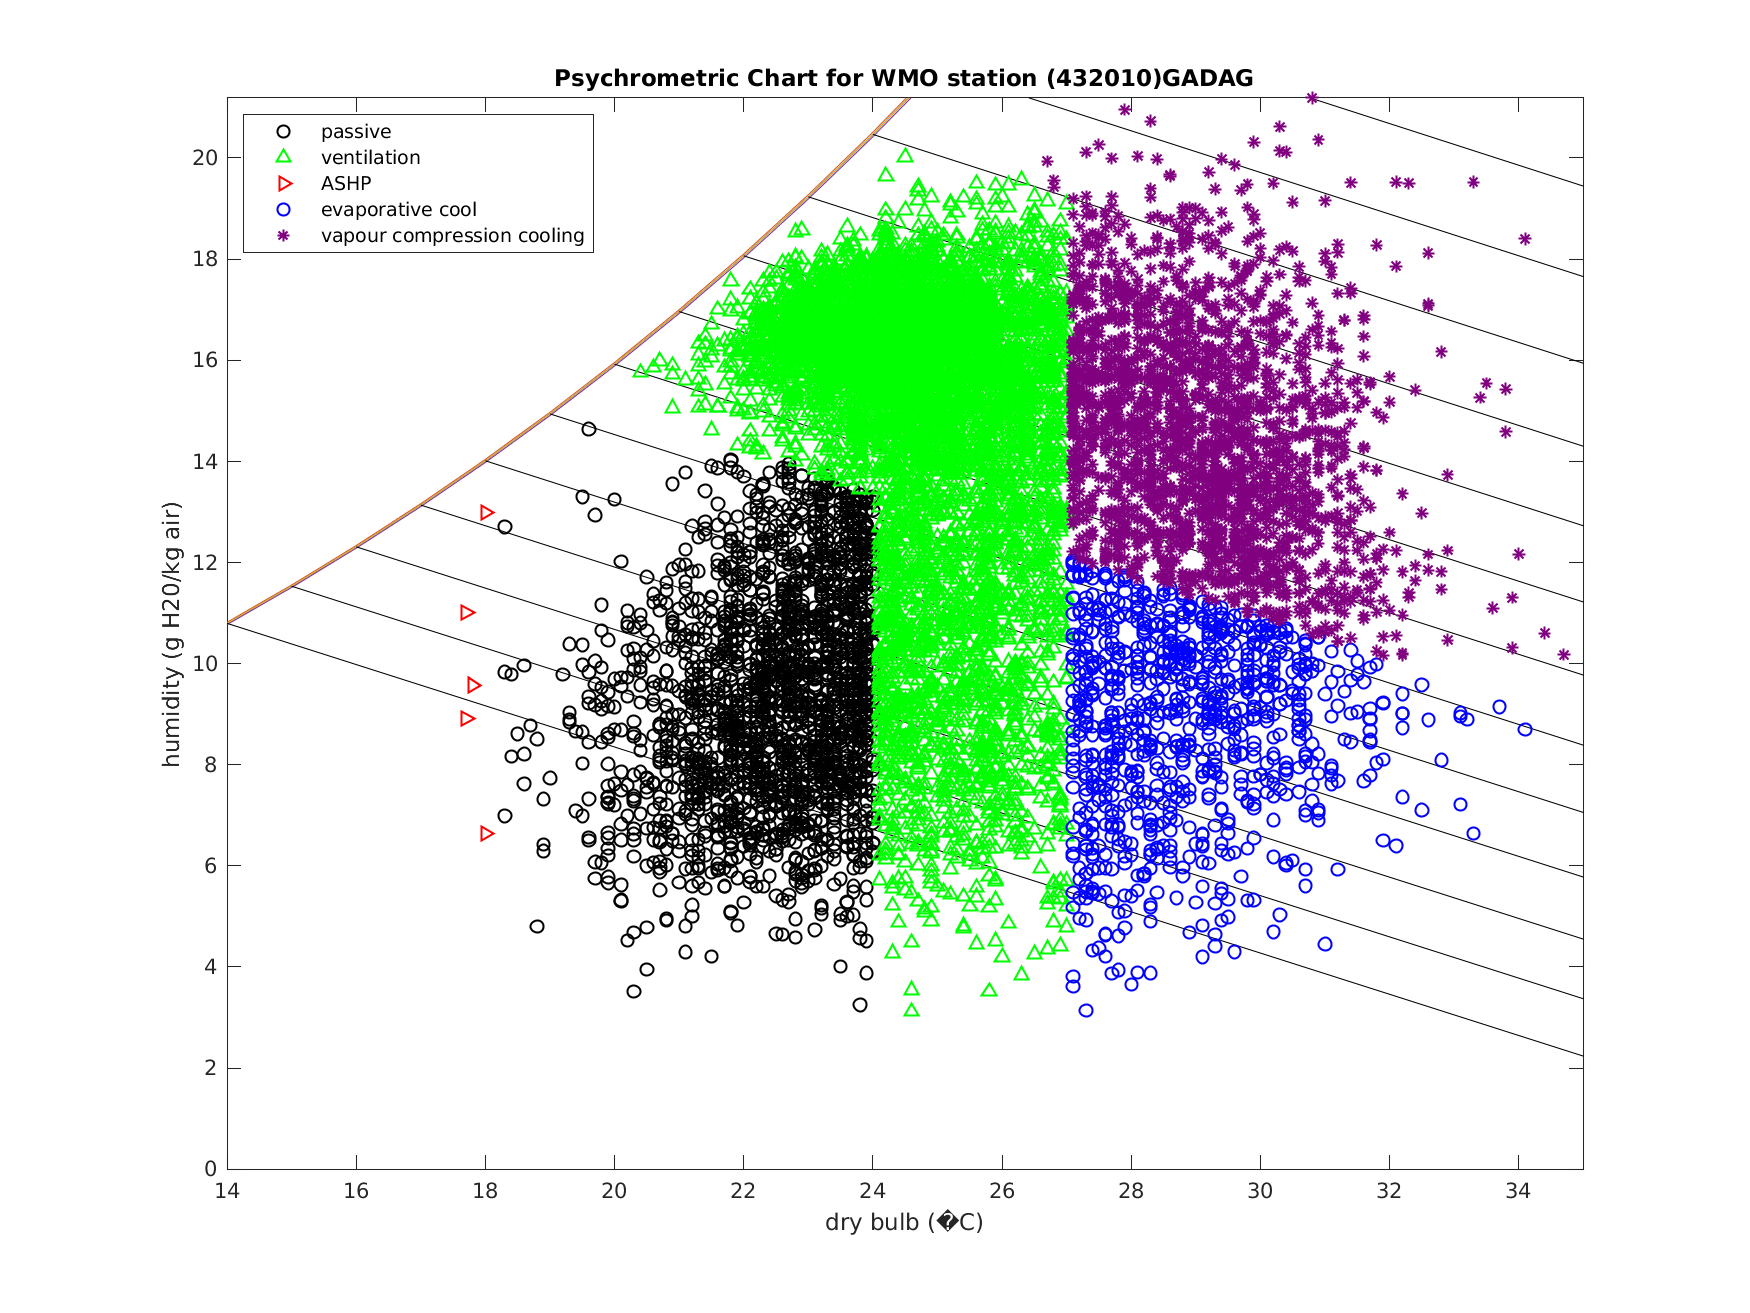 Psychrometric Chart for WMO station (432010)GADAG
passive
ventilation
ASHP
evaporative cool
vapour compression cooling
humidity (g H20/kg air)
20
18
16
14
12
10
8
6
4
2
0
14 16 18 20 22 24 26 28 30 32 34
dry bulb (�C)